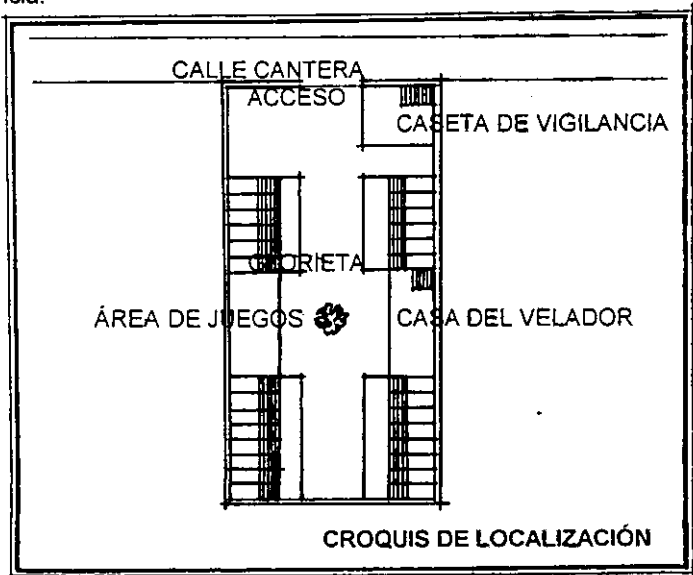 CALLE CANTERA
ACCESO
CASETA DE VIGILANCIA
GLORIETA
ÁREA DE JUEGOS
CASA DEL VELADOR
CROQUIS DE LOCALIZACIÓN